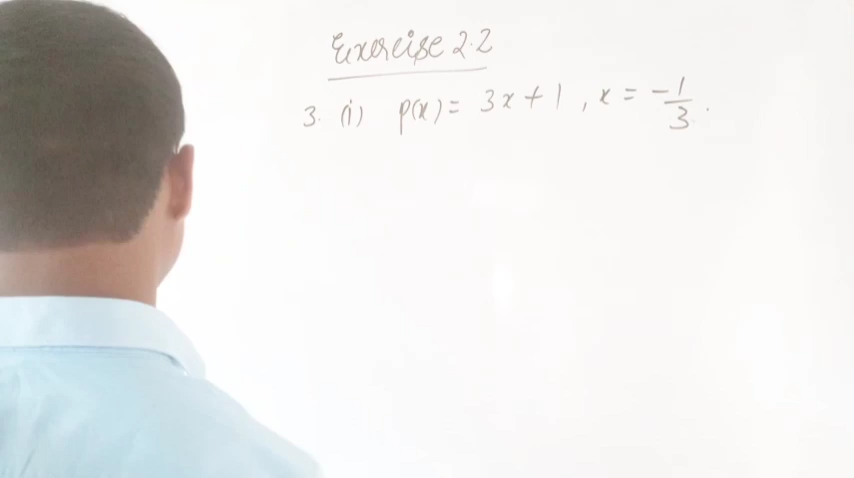 Exercise 2.2
3. (i) p(x) = 3x + 1 , x = -1/3.